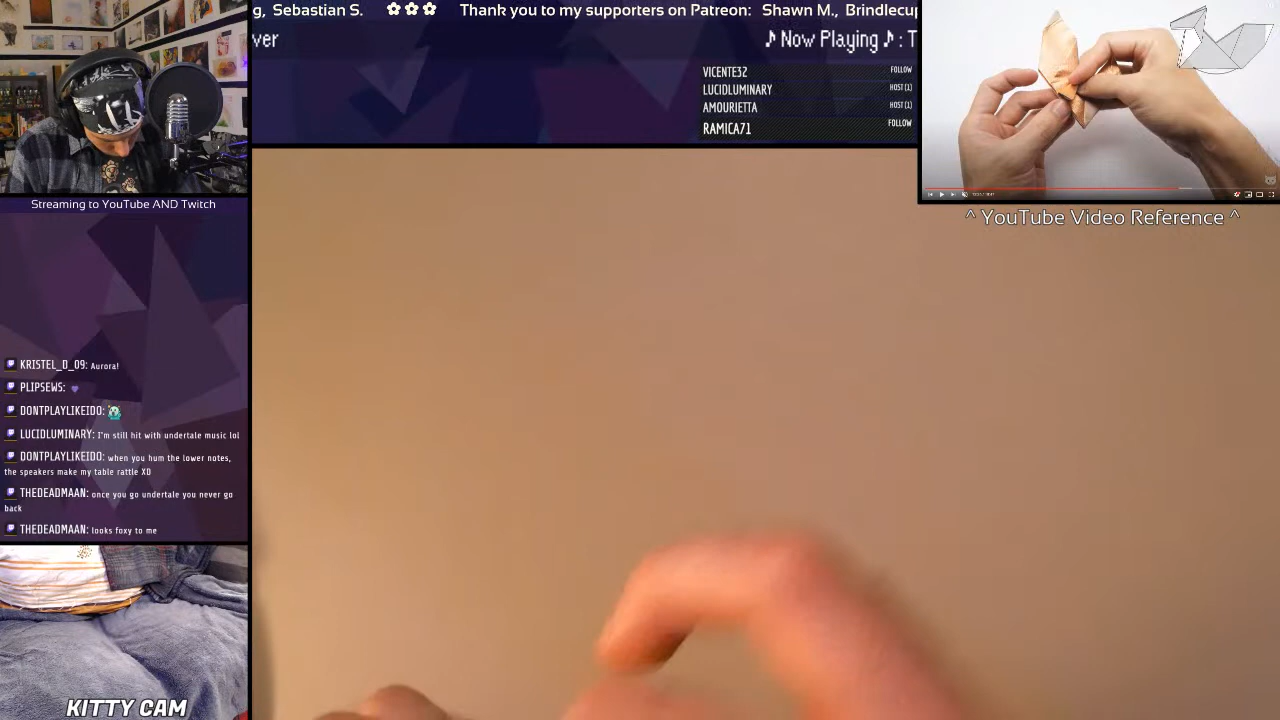 g, Sebastian S. ✿ ✿ ✿ Thank you to my supporters on Patreon: Shawn M., Brindlecup
ver ♪ Now Playing ♪ : T
VICENTE32 FOLLOW
LUCIDLUMINARY HOST (1)
AMOURIETTA HOST (1)
RAMICA71 FOLLOW
^ YouTube Video Reference ^
Streaming to YouTube AND Twitch
KRISTEL_D_09: Aurora!
PLIPSEWS: 💜
DONTPLAYLIKEIDO:
LUCIDLUMINARY: I'm still hit with undertale music lol
DONTPLAYLIKEIDO: when you hum the lower notes,
the speakers make my table rattle XD
THEDEADMAAN: once you go undertale you never go
back
THEDEADMAAN: looks foxy to me
KITTY CAM